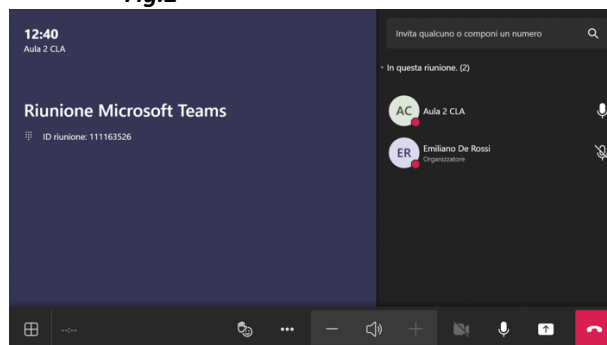 Fig.2
12:40
Aula 2 CLA
Riunione Microsoft Teams
ID riunione: 111163526
Invita qualcuno o componi un numero
In questa riunione. (2)
AC Aula 2 CLA
ER Emiliano De Rossi
Organizzatore
--:--